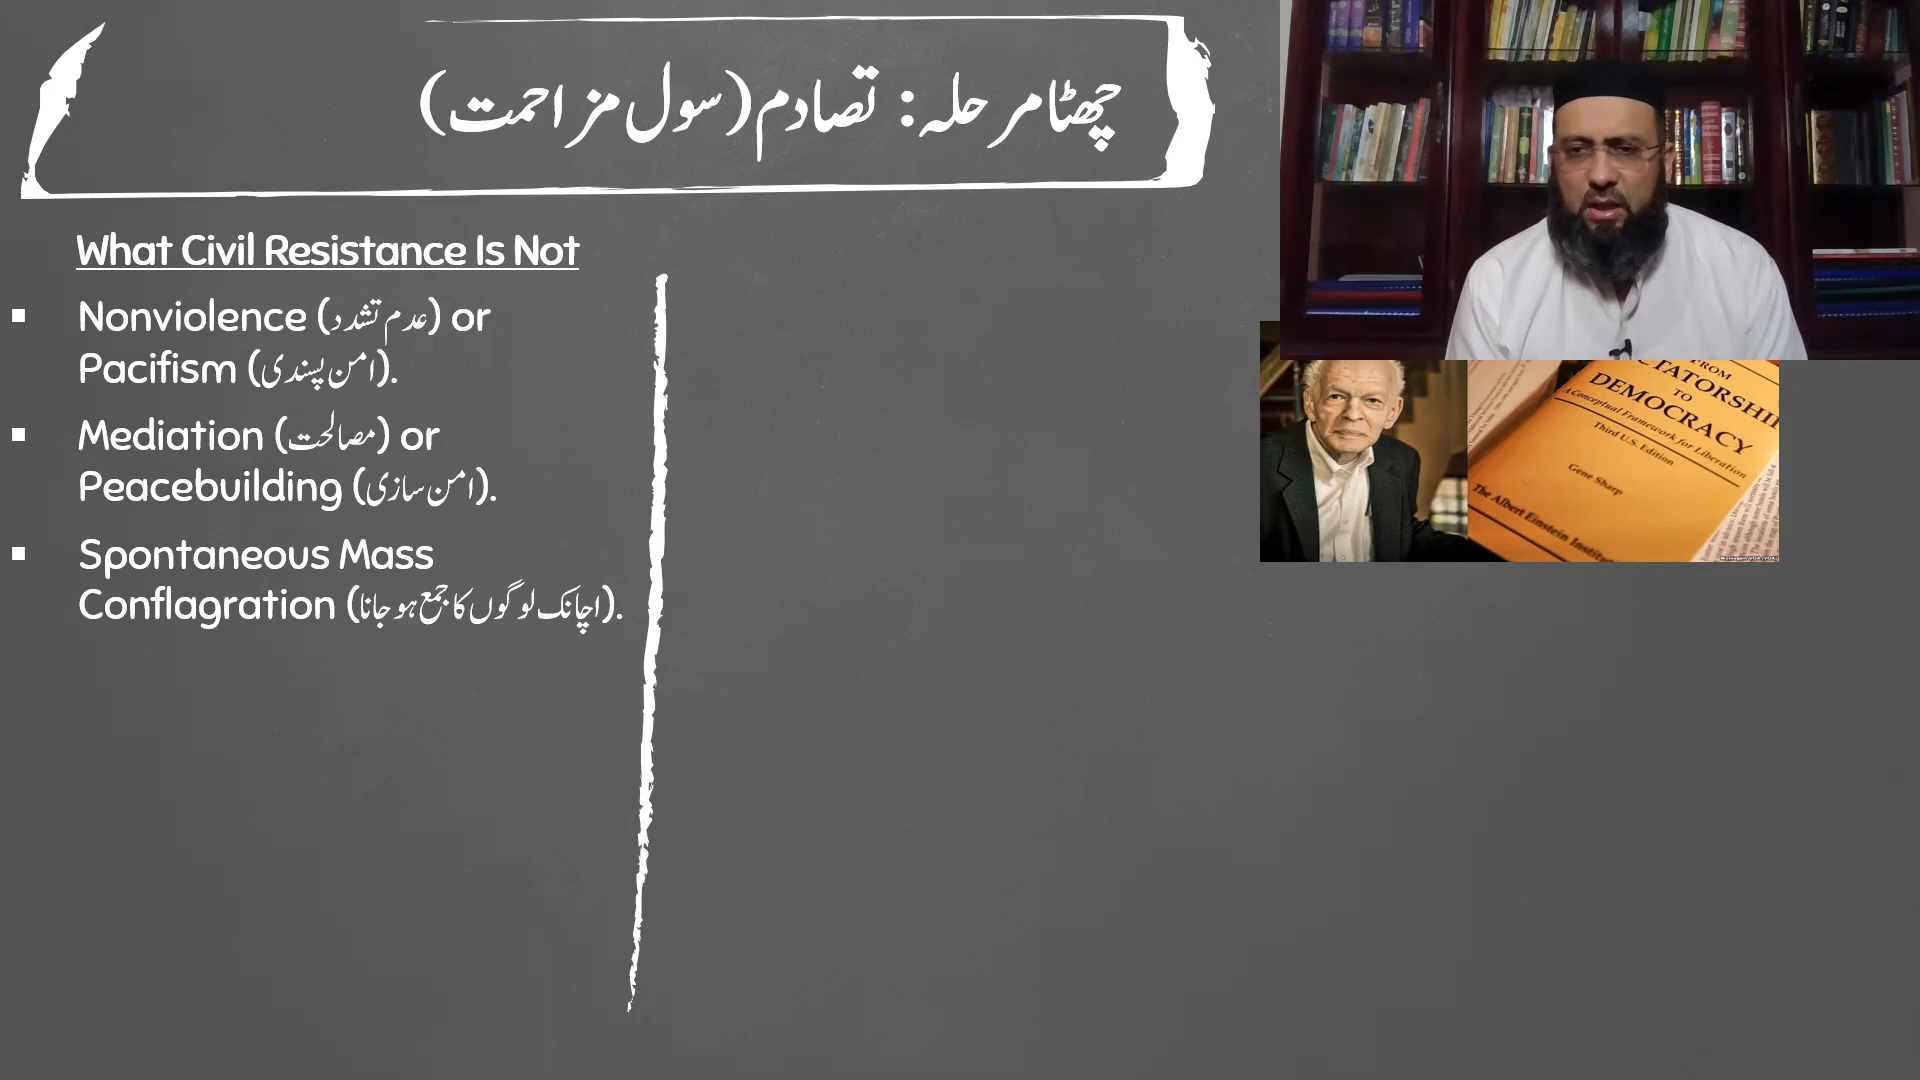 چھٹا مرحلہ: تصادم (سول مزاحمت)
What Civil Resistance Is Not
▪ Nonviolence (عدم تشدد) or
Pacifism (امن پسندی).
▪ Mediation (مصالحت) or
Peacebuilding (امن سازی).
▪ Spontaneous Mass
Conflagration (اچانک لوگوں کا جمع ہو جانا).
FROM
CTATORSHI
TO
DEMOCRACY
A Conceptual Framework for Liberation
Third U.S. Edition
Gene Sharp
The Albert Einstein Institu